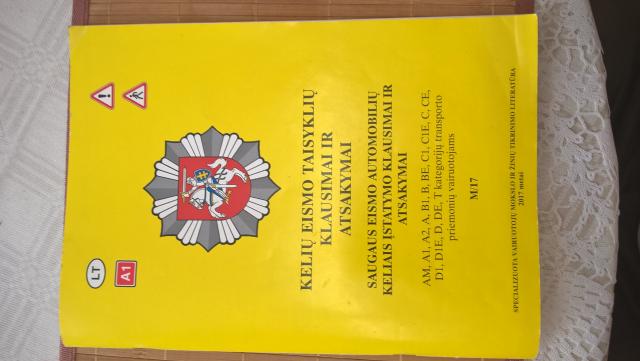 LT
A1
KELIŲ EISMO TAISYKLIŲ
KLAUSIMAI IR
ATSAKYMAI
SAUGAUS EISMO AUTOMOBILIŲ
KELIAIS ĮSTATYMO KLAUSIMAI IR
ATSAKYMAI
AM, A1, A2, A, B1, B, BE, C1, C1E, C, CE,
D1, D1E, D, DE, T kategorijų transporto
priemonių vairuotojams
M/17
SPECIALIZUOTA VAIRUOTOJŲ MOKSLO IR ŽINIŲ TIKRINIMO LITERATŪRA
2017 metai